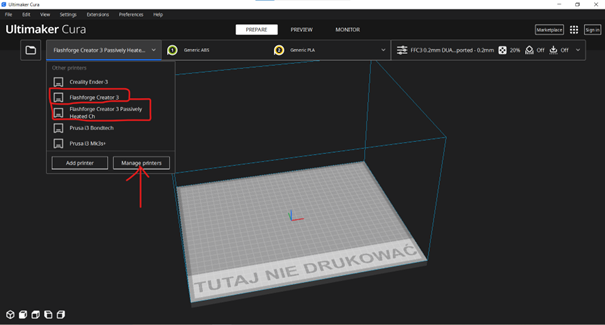 Ultimaker Cura
File Edit View Settings Extensions Preferences Help
Ultimaker Cura
PREPARE PREVIEW MONITOR
Marketplace Sign in
Flashforge Creator 3 Passively Heate...
1 Generic ABS
2 Generic PLA
FFC3 0.2mm DUA...ported - 0.2mm 20% Off Off
Other printers
Creality Ender-3
Flashforge Creator 3
Flashforge Creator 3 Passively
Heated Ch
Prusa i3 Bondtech
Prusa i3 Mk3s+
Add printer Manage printers
TUTAJ NIE DRUKOWAĆ